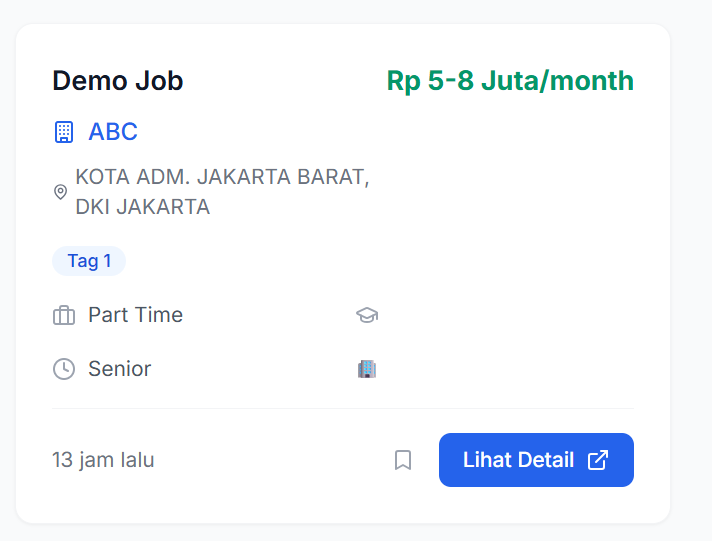 Demo Job
Rp 5-8 Juta/month
ABC
KOTA ADM. JAKARTA BARAT,
DKI JAKARTA
Tag 1
Part Time
Senior
13 jam lalu
Lihat Detail